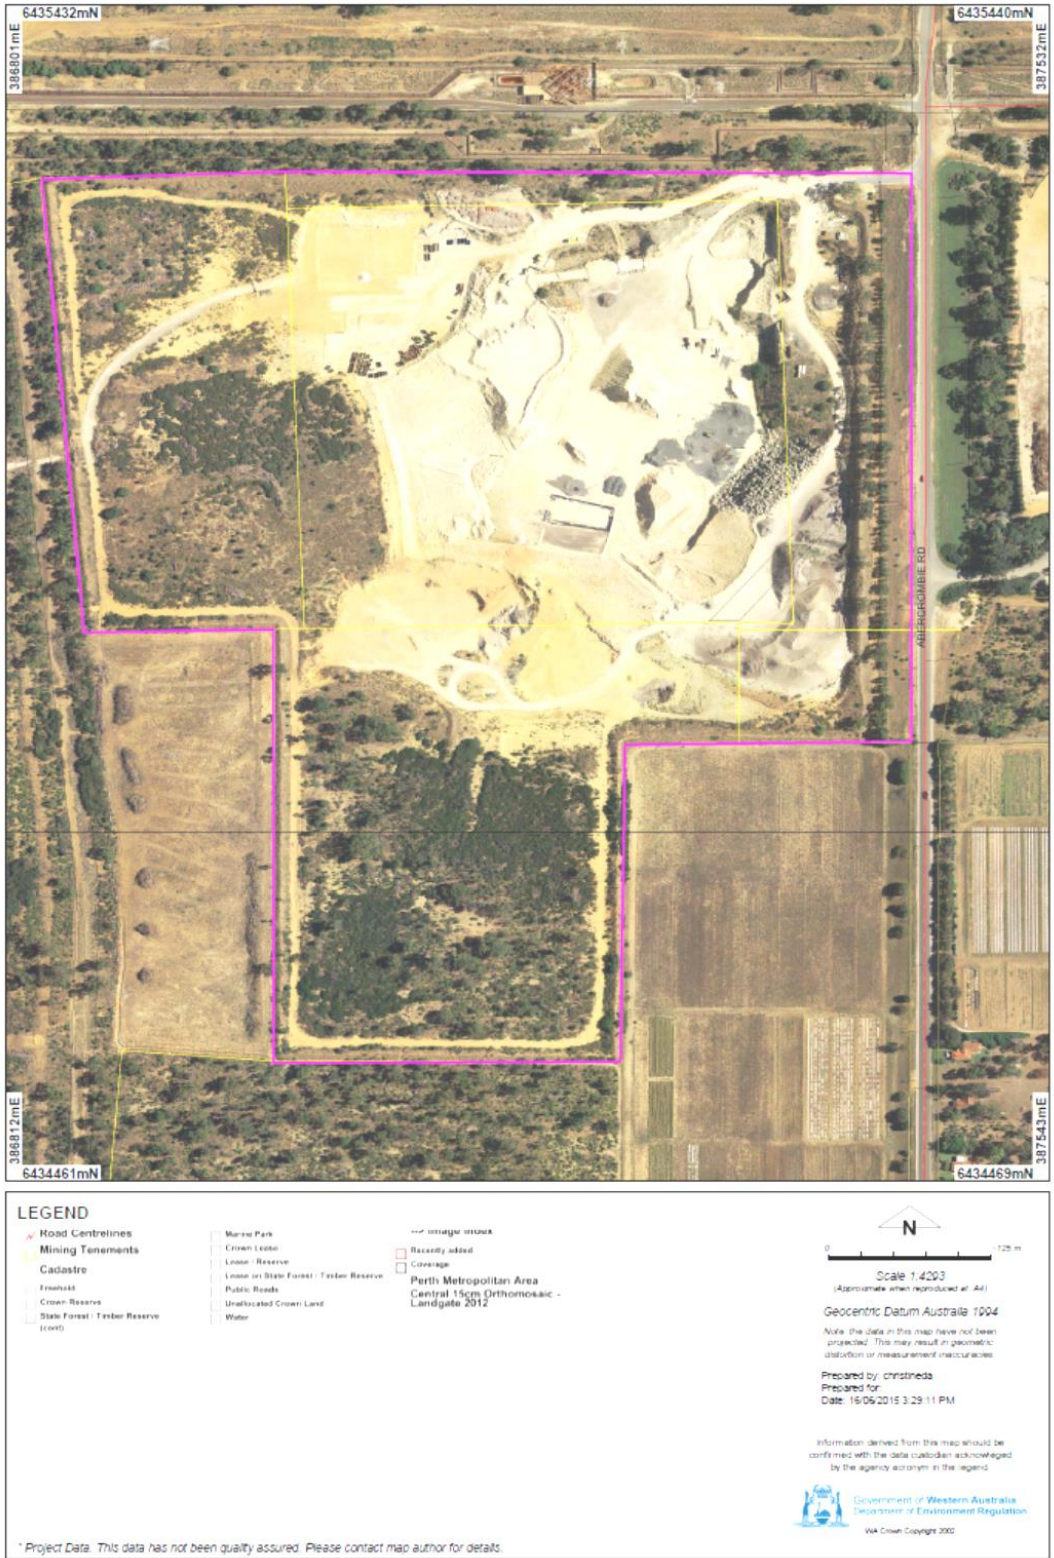 6435432mN
6435440mN
386801mE
387532mE
ABERCROMBIE RD
386812mE
387543mE
6434461mN
6434469mN
LEGEND
Road Centrelines
Mining Tenements
Cadastre
Freehold
Crown Reserve
State Forest / Timber Reserve
(cont)
Marine Park
Crown Lease
Lease / Reserve
Lease on State Forest / Timber Reserve
Public Roads
Unallocated Crown Land
Water
Image Index
Recently added
Coverage
Perth Metropolitan Area
Central 15cm Orthomosaic -
Landgate 2012
N
0
125 m
Scale 1:4293
(Approximate when reproduced at A4)
Geocentric Datum Australia 1994
Note: the data in this map have not been
projected. This may result in geometric
distortion or measurement inaccuracies.
Prepared by: christineda
Prepared for:
Date: 16/06/2015 3:29:11 PM
Information derived from this map should be
confirmed with the data custodian acknowleged
by the agency acronym in the legend.
Government of Western Australia
Department of Environment Regulation
WA Crown Copyright 2002
* Project Data. This data has not been quality assured. Please contact map author for details.